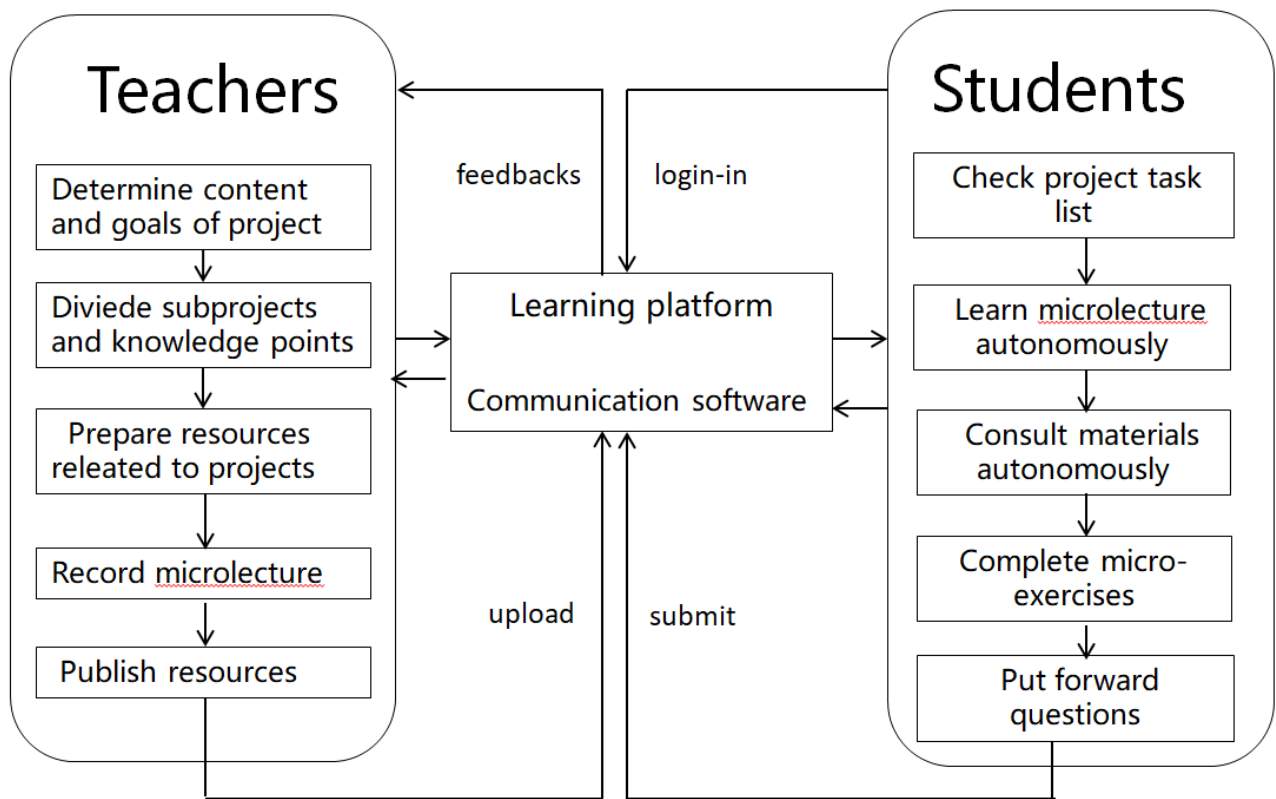 Teachers
Determine content
and goals of project
Diviede subprojects
and knowledge points
Prepare resources
releated to projects
Record microlecture
Publish resources
feedbacks
login-in
Learning platform
Communication software
upload
submit
Students
Check project task
list
Learn microlecture
autonomously
Consult materials
autonomously
Complete micro-
exercises
Put forward
questions